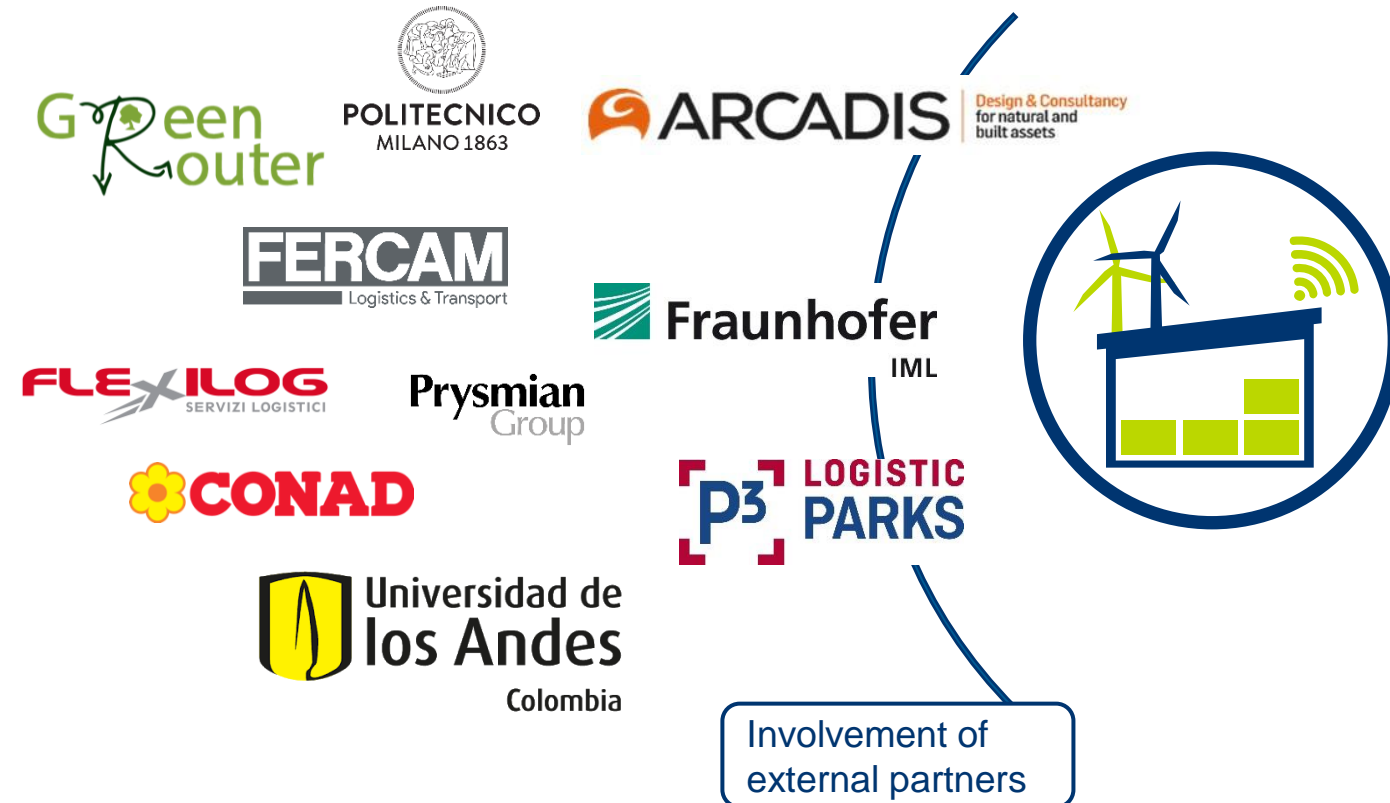 GReen
Router
POLITECNICO
MILANO 1863
ARCADIS
Design & Consultancy
for natural and
built assets
FERCAM
Logistics & Transport
Fraunhofer
IML
FLEXILOG
SERVIZI LOGISTICI
Prysmian
Group
CONAD
P3
LOGISTIC
PARKS
Universidad de
los Andes
Colombia
Involvement of
external partners